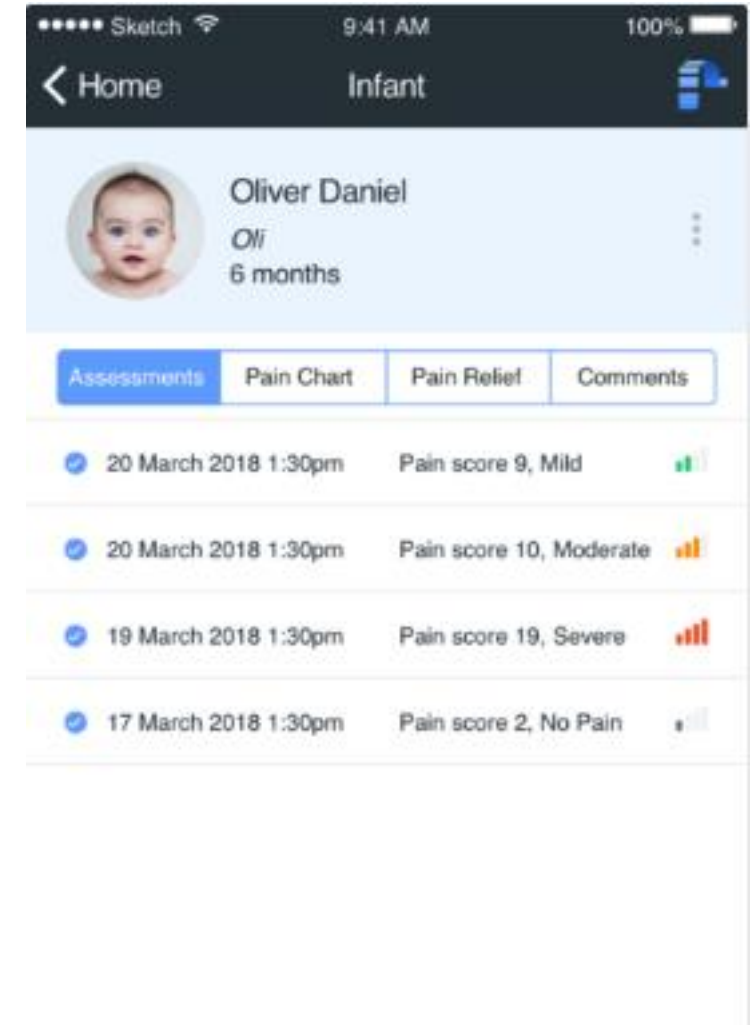 Sketch 9:41 AM 100%
Home Infant
Oliver Daniel
Oli
6 months
Assessments Pain Chart Pain Relief Comments
20 March 2018 1:30pm Pain score 9, Mild
20 March 2018 1:30pm Pain score 10, Moderate
19 March 2018 1:30pm Pain score 19, Severe
17 March 2018 1:30pm Pain score 2, No Pain